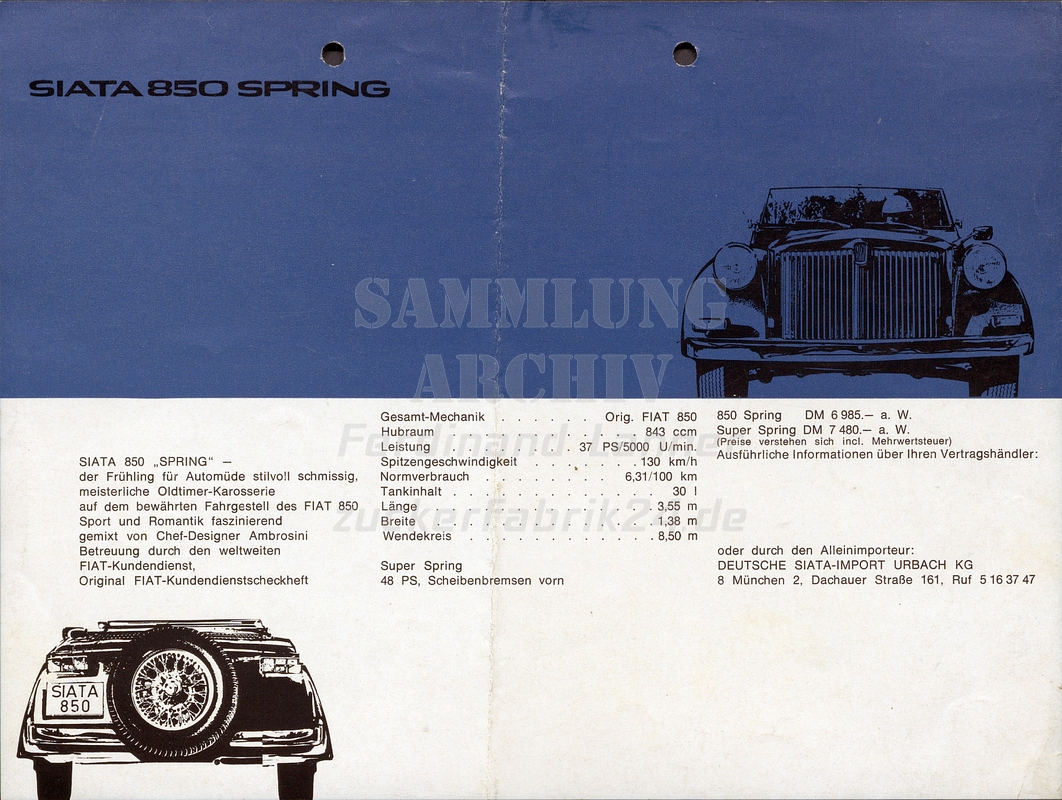 SIATA 850 SPRING
SAMMLUNG
ARCHIV
SIATA 850 „SPRING“ –
der Frühling für Automüde stilvoll schmissig,
meisterliche Oldtimer-Karosserie
auf dem bewährten Fahrgestell des FIAT 850
Sport und Romantik faszinierend
gemixt von Chef-Designer Ambrosini
Betreuung durch den weltweiten
FIAT-Kundendienst,
Original FIAT-Kundendienstscheckheft
Gesamt-Mechanik . . . . . . Orig. FIAT 850
Hubraum . . . . . . . . . . . 843 ccm
Leistung . . . . . . . . 37 PS/5000 U/min.
Spitzengeschwindigkeit . . . . . . . 130 km/h
Normverbrauch . . . . . . . . 6,31/100 km
Tankinhalt . . . . . . . . . . . . 30 l
Länge . . . . . . . . . . . . . 3,55 m
Breite . . . . . . . . . . . . . 1,38 m
Wendekreis . . . . . . . . . . . 8,50 m
Super Spring
48 PS, Scheibenbremsen vorn
850 Spring DM 6 985.– a. W.
Super Spring DM 7 480.– a. W.
(Preise verstehen sich incl. Mehrwertsteuer)
Ausführliche Informationen über Ihren Vertragshändler:
oder durch den Alleinimporteur:
DEUTSCHE SIATA-IMPORT URBACH KG
8 München 2, Dachauer Straße 161, Ruf 5 16 37 47
Ferdinand
zuckerfabrik24.de
SIATA
850